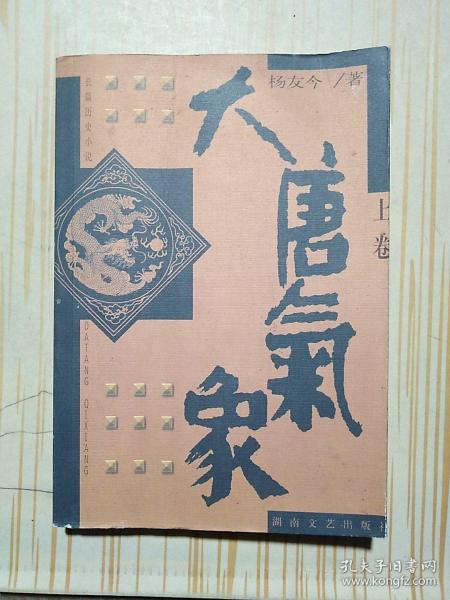 杨友今/著
长篇历史小说
大唐氣象
上卷
DATANG QIXIANG
湖南文艺出版社
孔夫子旧书网
www.kongfz.com